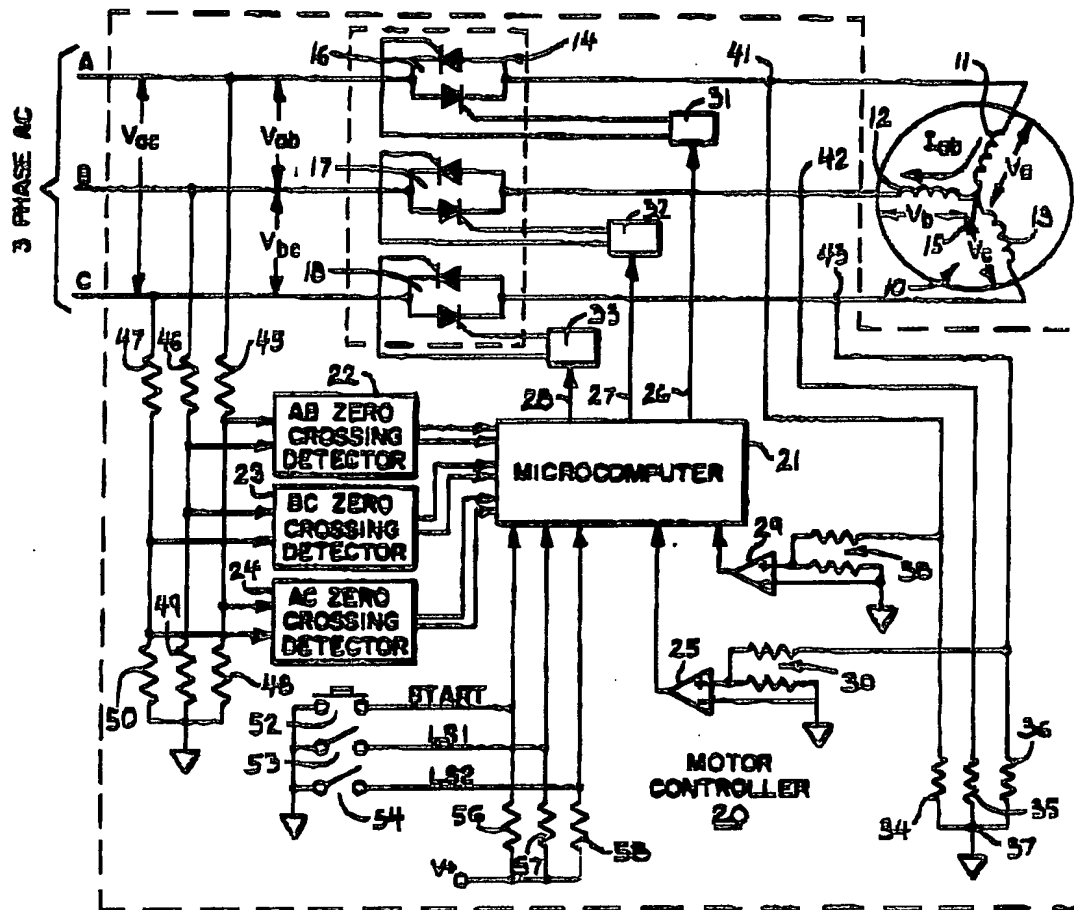 3 PHASE AC
A
B
C
Vac
Vab
Vbc
16
14
17
18
31
32
33
41
42
43
11
12
Iab
Va
Vb
15
Vc
13
10
47
46
45
22
AB ZERO
CROSSING
DETECTOR
23
BC ZERO
CROSSING
DETECTOR
24
AC ZERO
CROSSING
DETECTOR
28
27
26
MICROCOMPUTER
21
29
38
25
30
49
50
48
START
52
LS1
53
LS2
54
56
57
58
V+
MOTOR
CONTROLLER
20
36
34
35
37